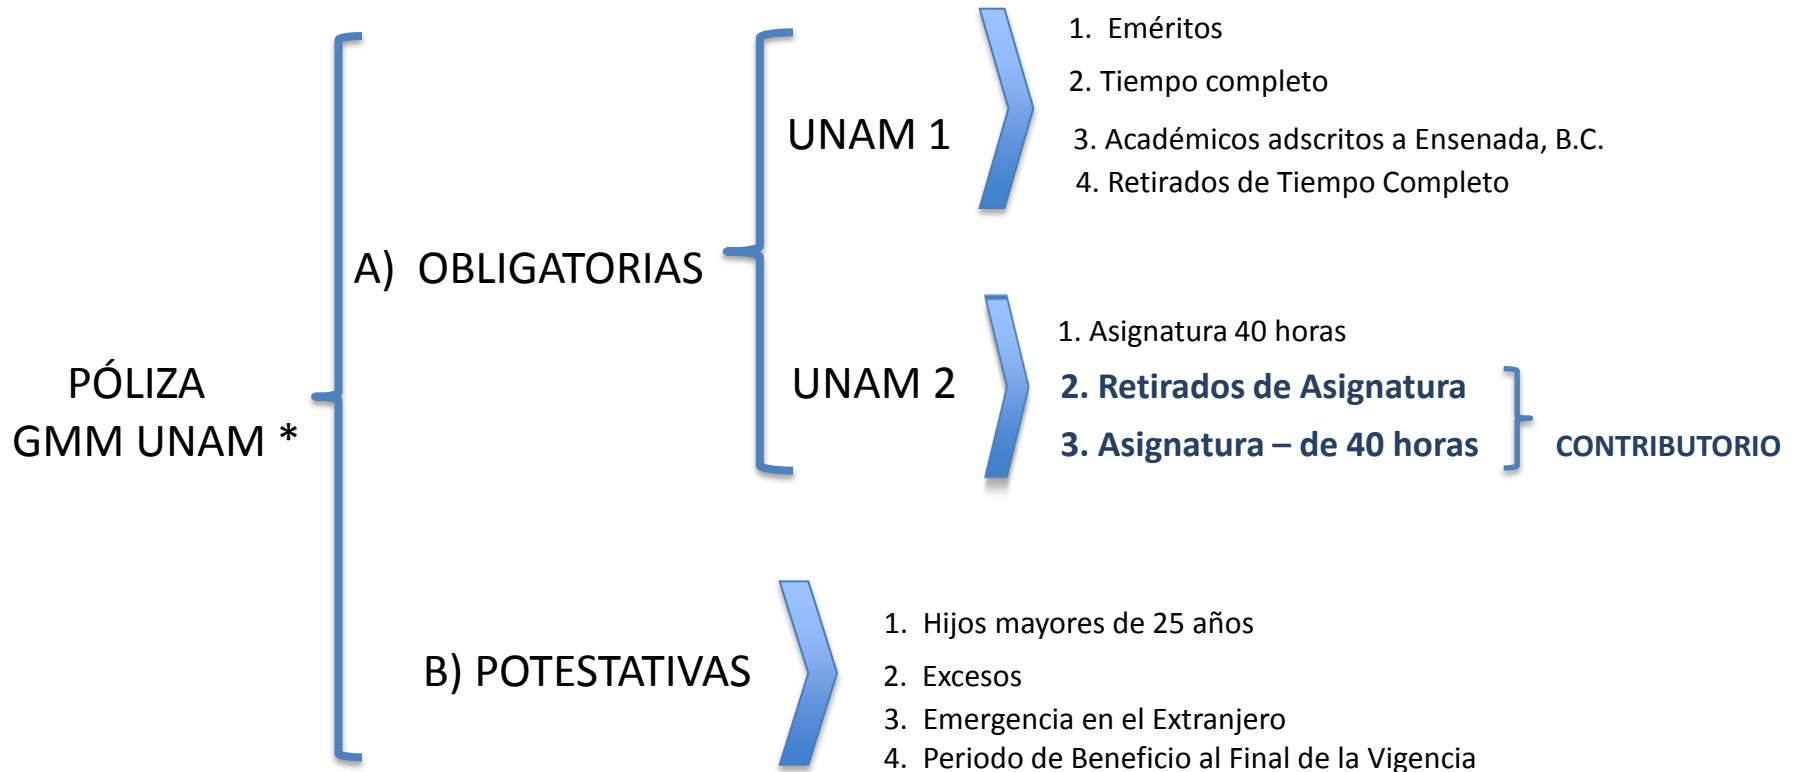 PÓLIZA
GMM UNAM *
A) OBLIGATORIAS
UNAM 1
1. Eméritos
2. Tiempo completo
3. Académicos adscritos a Ensenada, B.C.
4. Retirados de Tiempo Completo
UNAM 2
1. Asignatura 40 horas
2. Retirados de Asignatura
3. Asignatura – de 40 horas
CONTRIBUTORIO
B) POTESTATIVAS
1. Hijos mayores de 25 años
2. Excesos
3. Emergencia en el Extranjero
4. Periodo de Beneficio al Final de la Vigencia